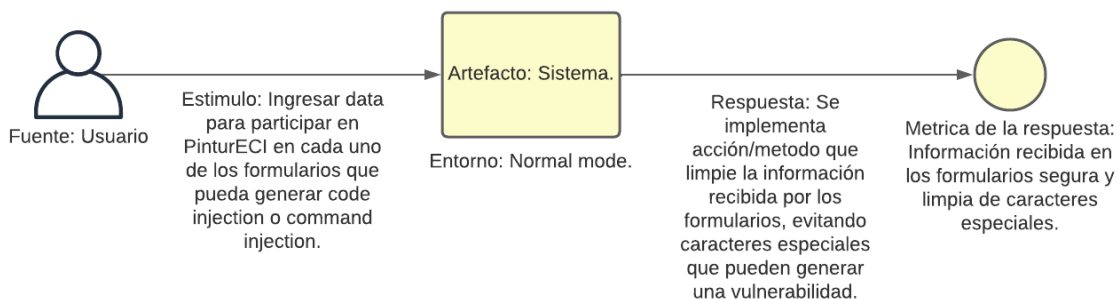 Fuente: Usuario
Estimulo: Ingresar data
para participar en
PinturECI en cada uno
de los formularios que
pueda generar code
injection o command
injection.
Artefacto: Sistema.
Entorno: Normal mode.
Respuesta: Se
implementa
acción/metodo que
limpie la información
recibida por los
formularios, evitando
caracteres especiales
que pueden generar
una vulnerabilidad.
Metrica de la respuesta:
Información recibida en
los formularios segura y
limpia de caracteres
especiales.